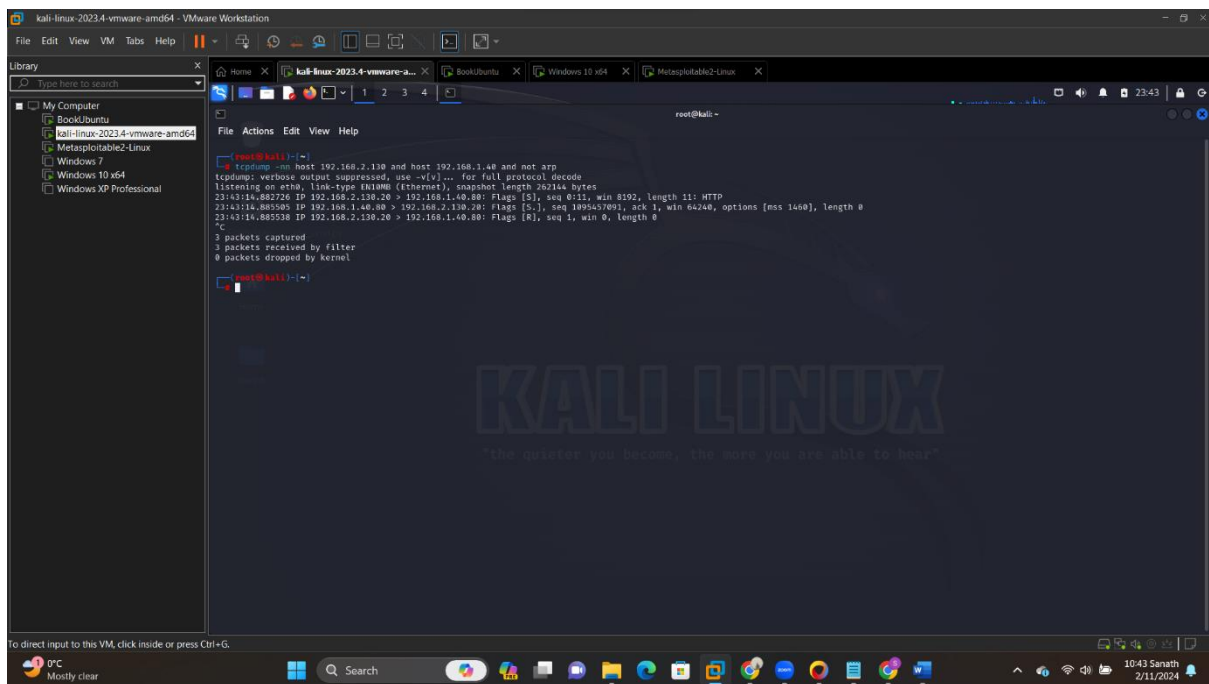 kali-linux-2023.4-vmware-amd64 - VMware Workstation
File Edit View VM Tabs Help
Library
Type here to search
My Computer
BookUbuntu
kali-linux-2023.4-vmware-amd64
Metasploitable2-Linux
Windows 7
Windows 10 x64
Windows XP Professional
Home kali-linux-2023.4-vmware-a... BookUbuntu Windows 10 x64 Metasploitable2-Linux
1 2 3 4 23:43
root@kali: ~
File Actions Edit View Help
(root@kali)-[~]
# tcpdump -nn host 192.168.2.130 and host 192.168.1.40 and not arp
tcpdump: verbose output suppressed, use -v[v]... for full protocol decode
listening on eth0, link-type EN10MB (Ethernet), snapshot length 262144 bytes
23:43:14.882726 IP 192.168.2.130.20 > 192.168.1.40.80: Flags [S], seq 0:11, win 8192, length 11: HTTP
23:43:14.885505 IP 192.168.1.40.80 > 192.168.2.130.20: Flags [S.], seq 1095457091, ack 1, win 64240, options [mss 1460], length 0
23:43:14.885538 IP 192.168.2.130.20 > 192.168.1.40.80: Flags [R], seq 1, win 0, length 0
^C
3 packets captured
3 packets received by filter
0 packets dropped by kernel
(root@kali)-[~]
#
KALI LINUX
"the quieter you become, the more you are able to hear"
To direct input to this VM, click inside or press Ctrl+G.
1
0°C
Mostly clear
Search
PRE
10:43 Sanath
2/11/2024